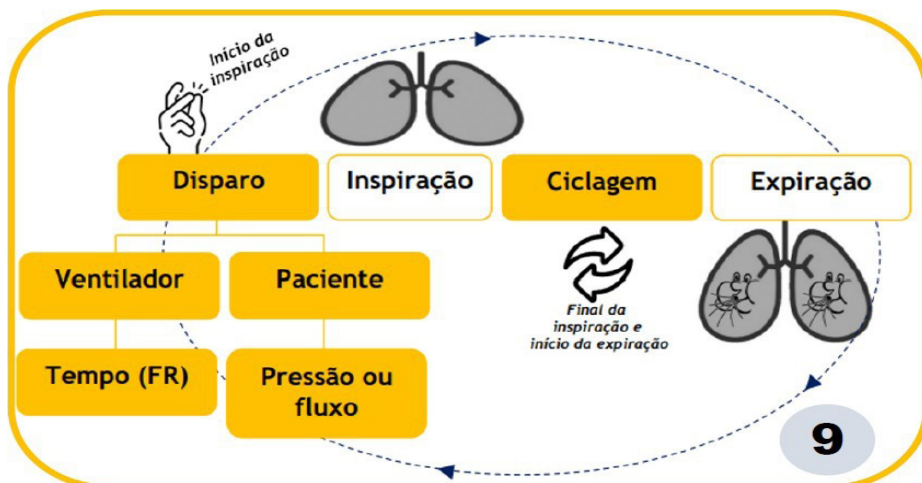 Início da
inspiração
Disparo
Inspiração
Ciclagem
Expiração
Ventilador
Paciente
Final da
inspiração e
início da expiração
Tempo (FR)
Pressão ou
fluxo
9